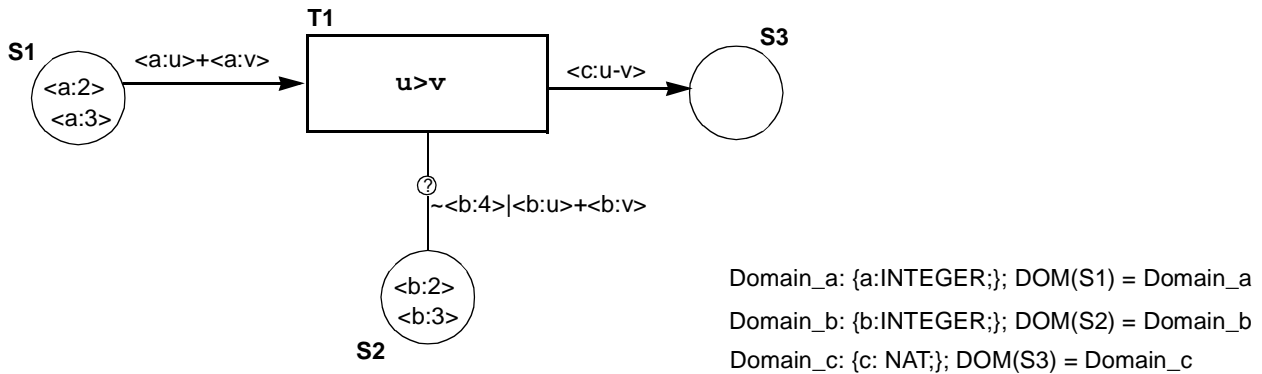 T1
S1
S3
<a:u>+<a:v>
<c:u-v>
u>v
<a:2>
<a:3>
?
~<b:4>|<b:u>+<b:v>
<b:2>
<b:3>
S2
Domain_a: {a:INTEGER;}; DOM(S1) = Domain_a
Domain_b: {b:INTEGER;}; DOM(S2) = Domain_b
Domain_c: {c: NAT;}; DOM(S3) = Domain_c